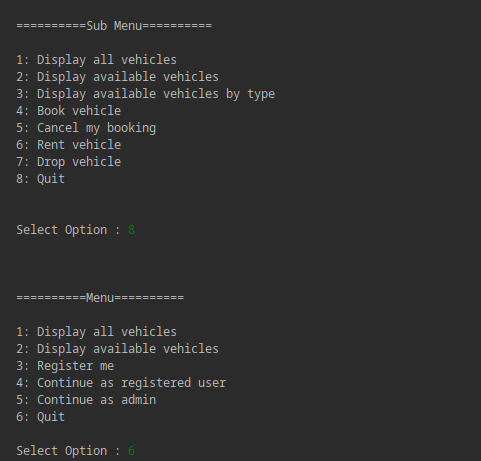 ==========Sub Menu==========
1: Display all vehicles
2: Display available vehicles
3: Display available vehicles by type
4: Book vehicle
5: Cancel my booking
6: Rent vehicle
7: Drop vehicle
8: Quit
Select Option : 8
==========Menu==========
1: Display all vehicles
2: Display available vehicles
3: Register me
4: Continue as registered user
5: Continue as admin
6: Quit
Select Option : 6